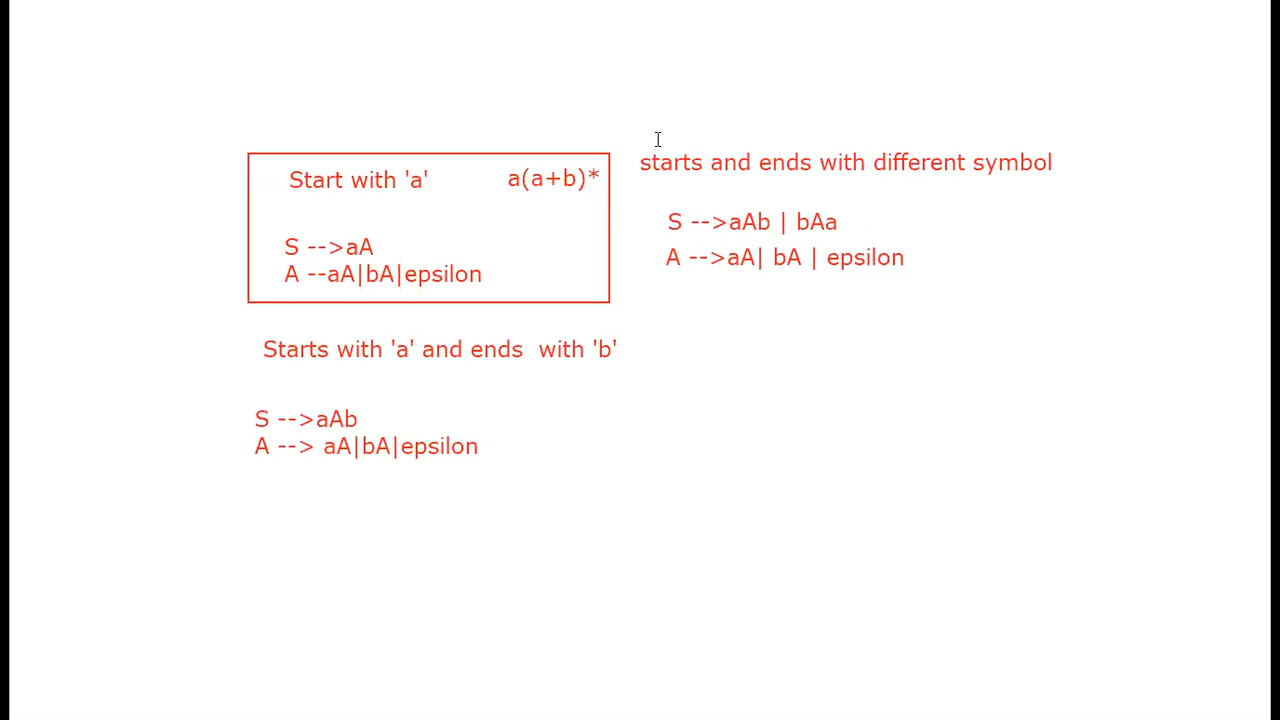 Start with 'a' a(a+b)*
S -->aA
A --aA|bA|epsilon
Starts with 'a' and ends with 'b'
S -->aAb
A --> aA|bA|epsilon
starts and ends with different symbol
S -->aAb | bAa
A -->aA| bA | epsilon